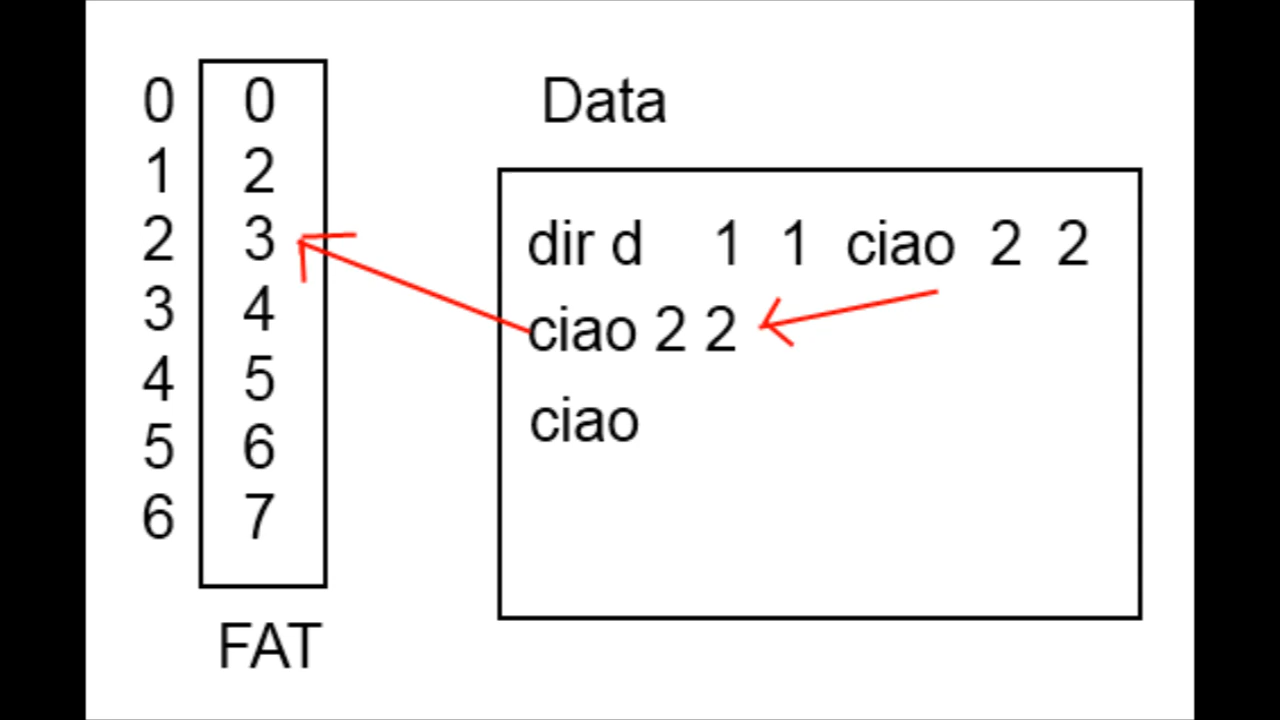 0 0
1 2
2 3
3 4
4 5
5 6
6 7
FAT
Data
dir d 1 1 ciao 2 2
ciao 2 2
ciao